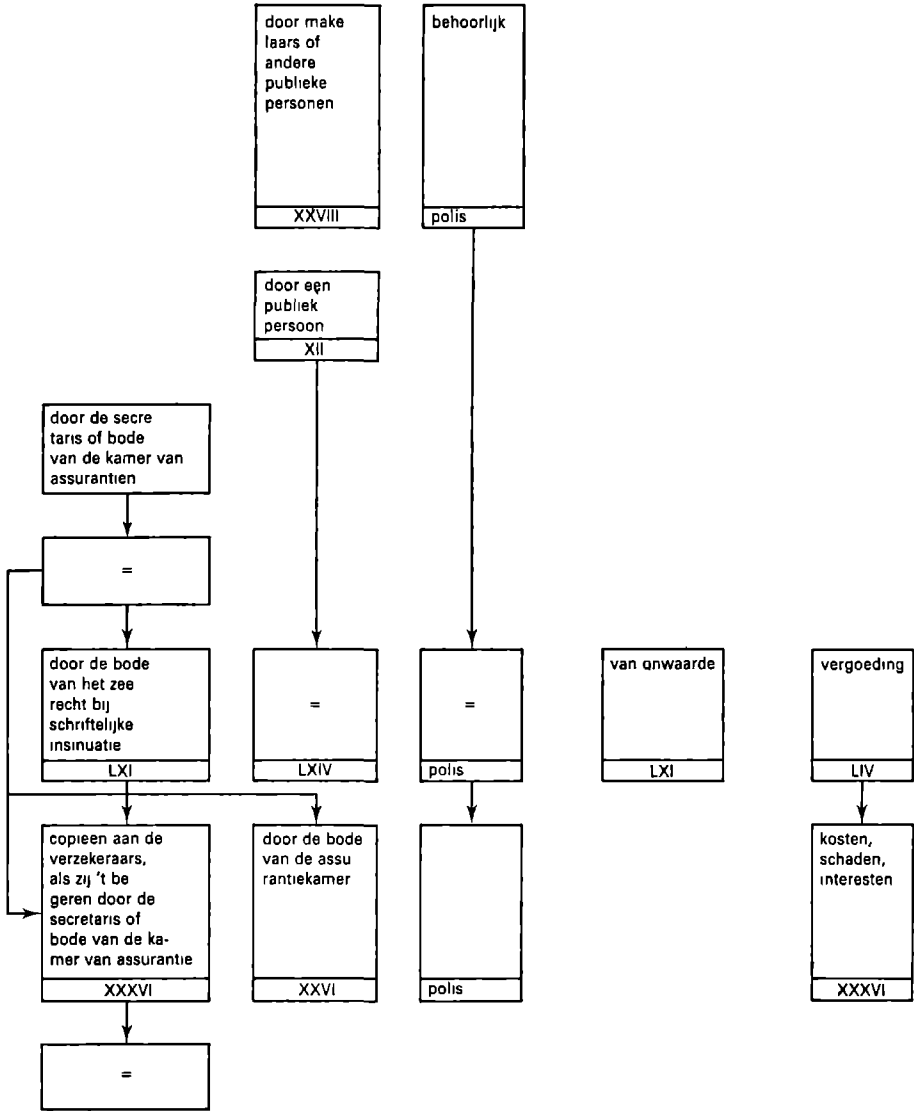 door make
laars of
andere
publieke
personen
XXVIII
behoorlijk
polis
door een
publiek
persoon
XII
door de secre
taris of bode
van de kamer van
assurantien
=
door de bode
van het zee
recht bij
schriftelijke
insinuatie
LXI
=
LXIV
=
polis
van onwaarde
LXI
vergoeding
LIV
copieen aan de
verzekeraars,
als zij 't be
geren door de
secretaris of
bode van de ka-
mer van assurantie
XXXVI
door de bode
van de assu
rantiekamer
XXVI
polis
kosten,
schaden,
interesten
XXXVI
=